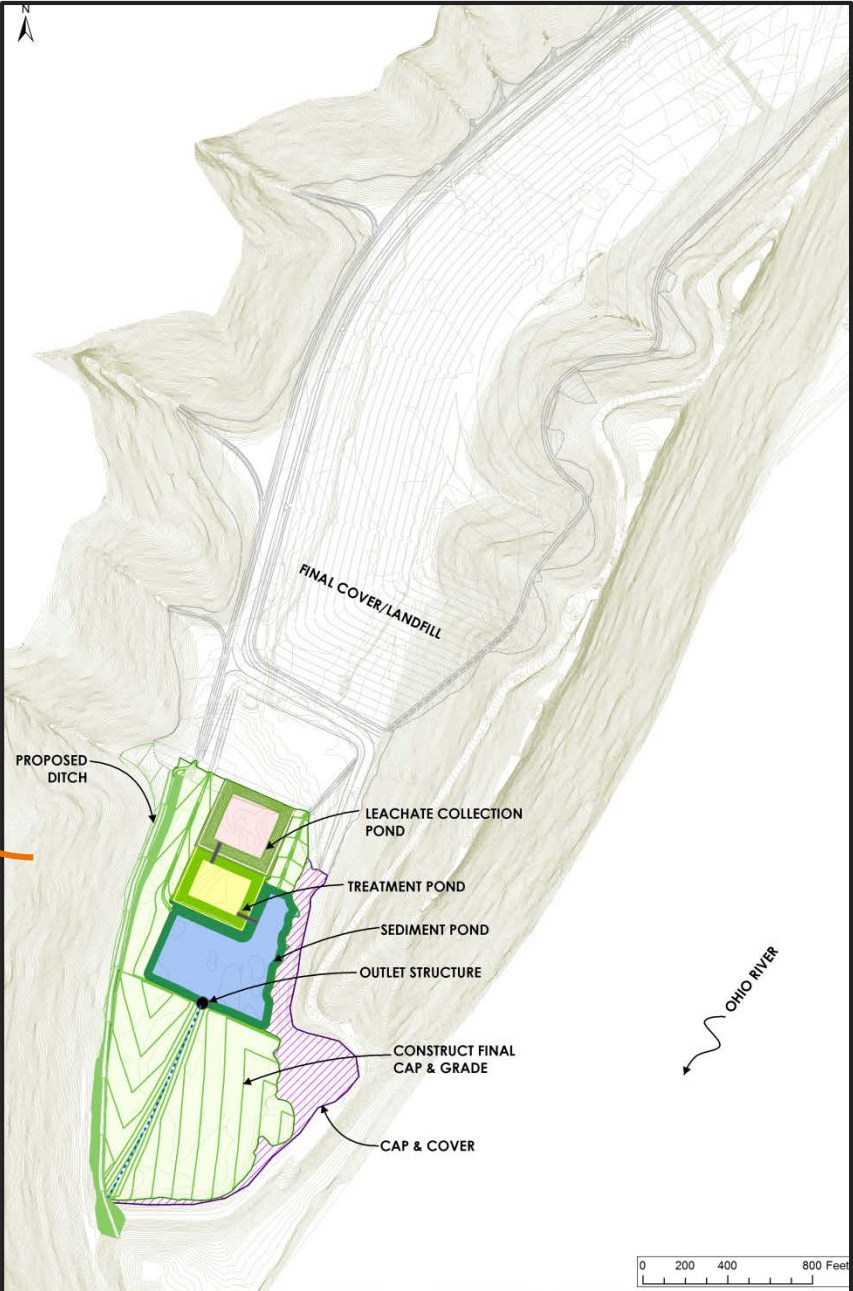 N
FINAL COVER/LANDFILL
PROPOSED
DITCH
LEACHATE COLLECTION
POND
TREATMENT POND
SEDIMENT POND
OUTLET STRUCTURE
OHIO RIVER
CONSTRUCT FINAL
CAP & GRADE
CAP & COVER
0 200 400 800 Feet